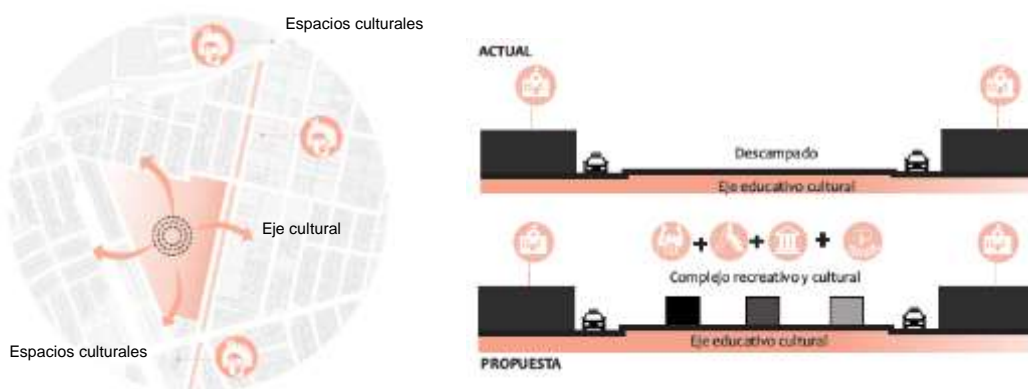 Espacios culturales
Eje cultural
Espacios culturales
ACTUAL
Descampado
Eje educativo cultural
Complejo recreativo y cultural
Eje educativo cultural
PROPUESTA